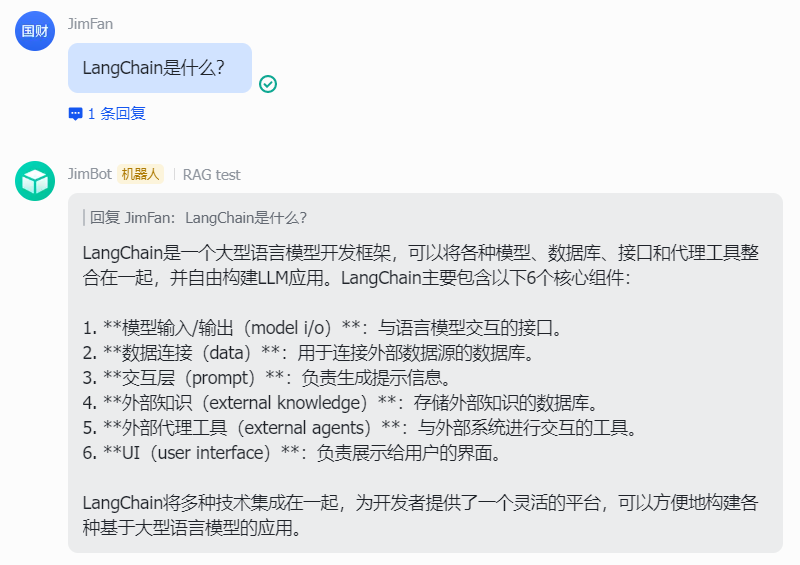 国财
JimFan
LangChain是什么？
1 条回复
JimBot 机器人 RAG test
回复 JimFan：LangChain是什么？
LangChain是一个大型语言模型开发框架，可以将各种模型、数据库、接口和代理工具整
合在一起，并自由构建LLM应用。LangChain主要包含以下6个核心组件：
1. **模型输入/输出（model i/o）**：与语言模型交互的接口。
2. **数据连接（data）**：用于连接外部数据源的数据库。
3. **交互层（prompt）**：负责生成提示信息。
4. **外部知识（external knowledge）**：存储外部知识的数据库。
5. **外部代理工具（external agents）**：与外部系统进行交互的工具。
6. **UI（user interface）**：负责展示给用户的界面。
LangChain将多种技术集成在一起，为开发者提供了一个灵活的平台，可以方便地构建各
种基于大型语言模型的应用。